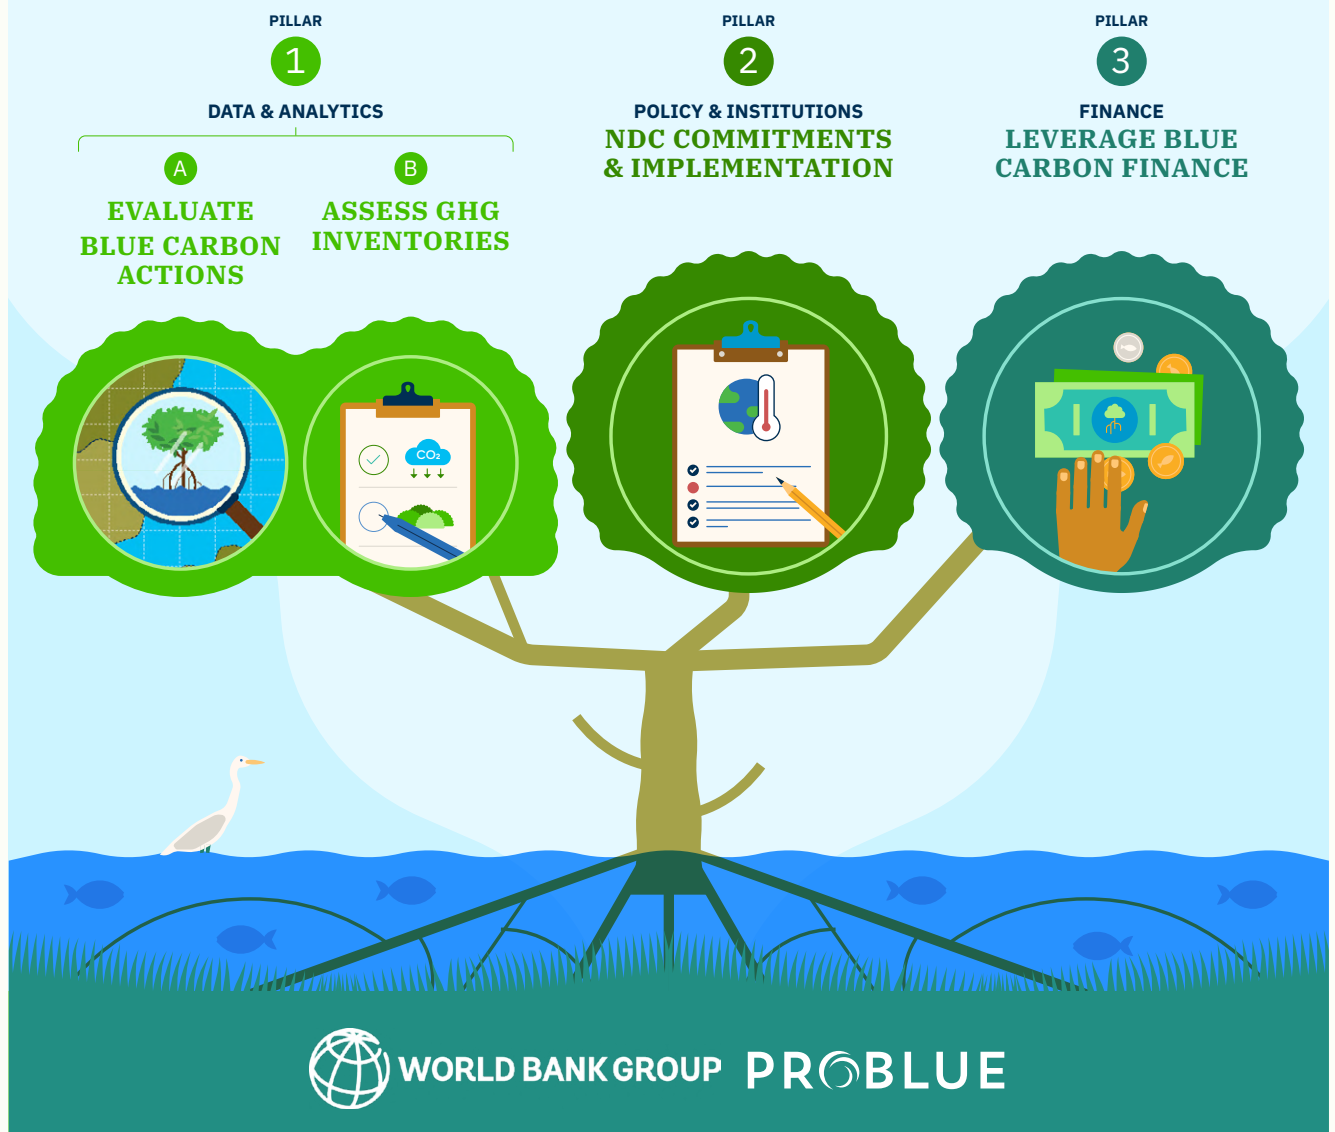 PILLAR
1
DATA & ANALYTICS
A
EVALUATE
BLUE CARBON
ACTIONS
B
ASSESS GHG
INVENTORIES
PILLAR
2
POLICY & INSTITUTIONS
NDC COMMITMENTS
& IMPLEMENTATION
PILLAR
3
FINANCE
LEVERAGE BLUE
CARBON FINANCE
CO₂
WORLD BANK GROUP
PROBLUE